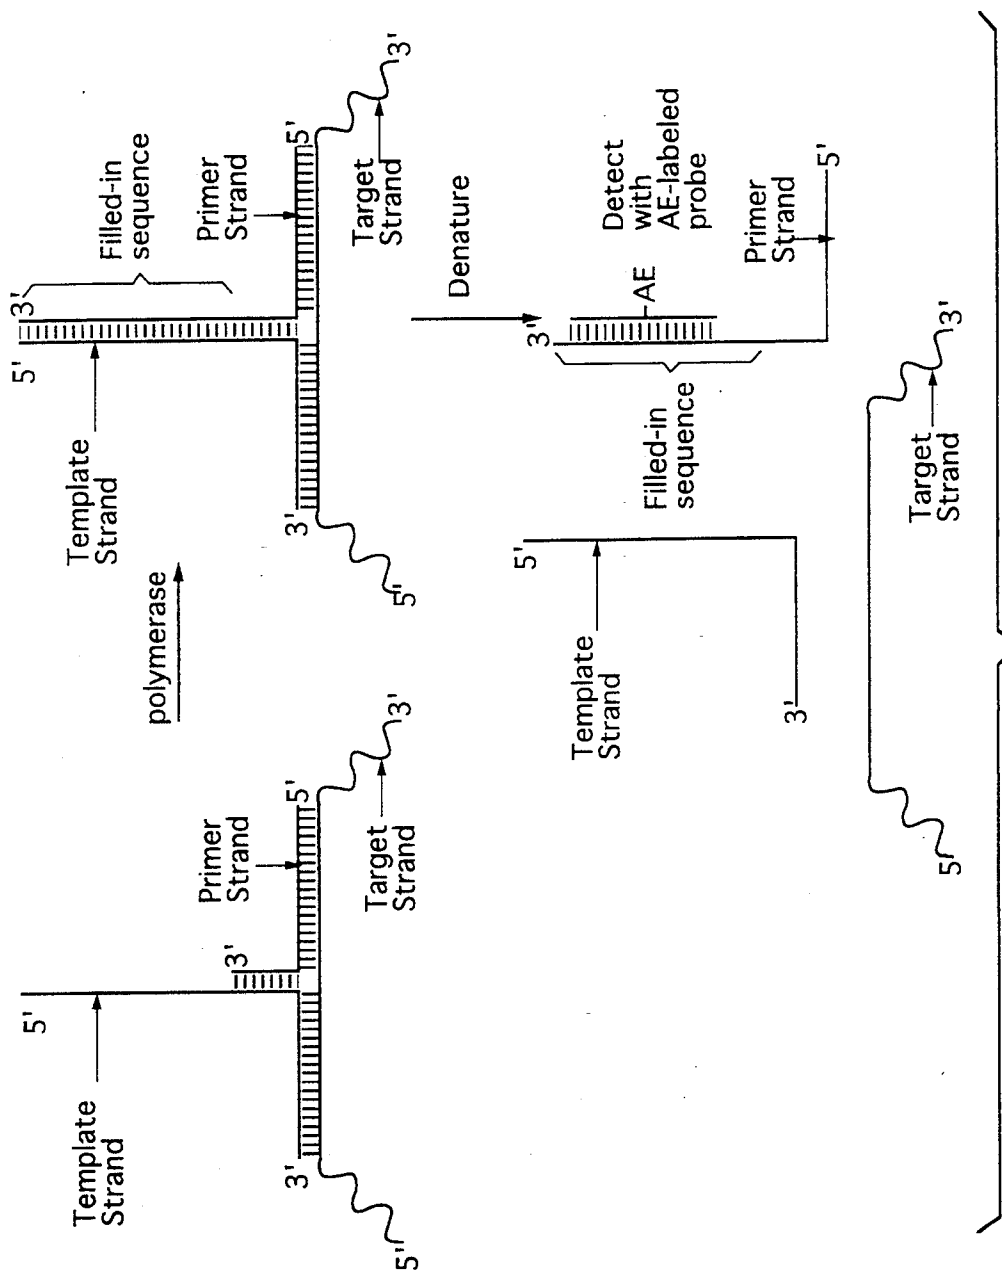 5'
Template
Strand
3'
Primer
Strand
3'
5'
Target
Strand
5'
3'
polymerase
5'
3'
Filled-in
sequence
Template
Strand
Primer
Strand
3'
5'
Target
Strand
5'
3'
Denature
5'
Template
Strand
3'
3'
AE
Detect
with
AE-labeled
probe
Filled-in
sequence
Primer
Strand
5'
5'
Target
Strand
3'